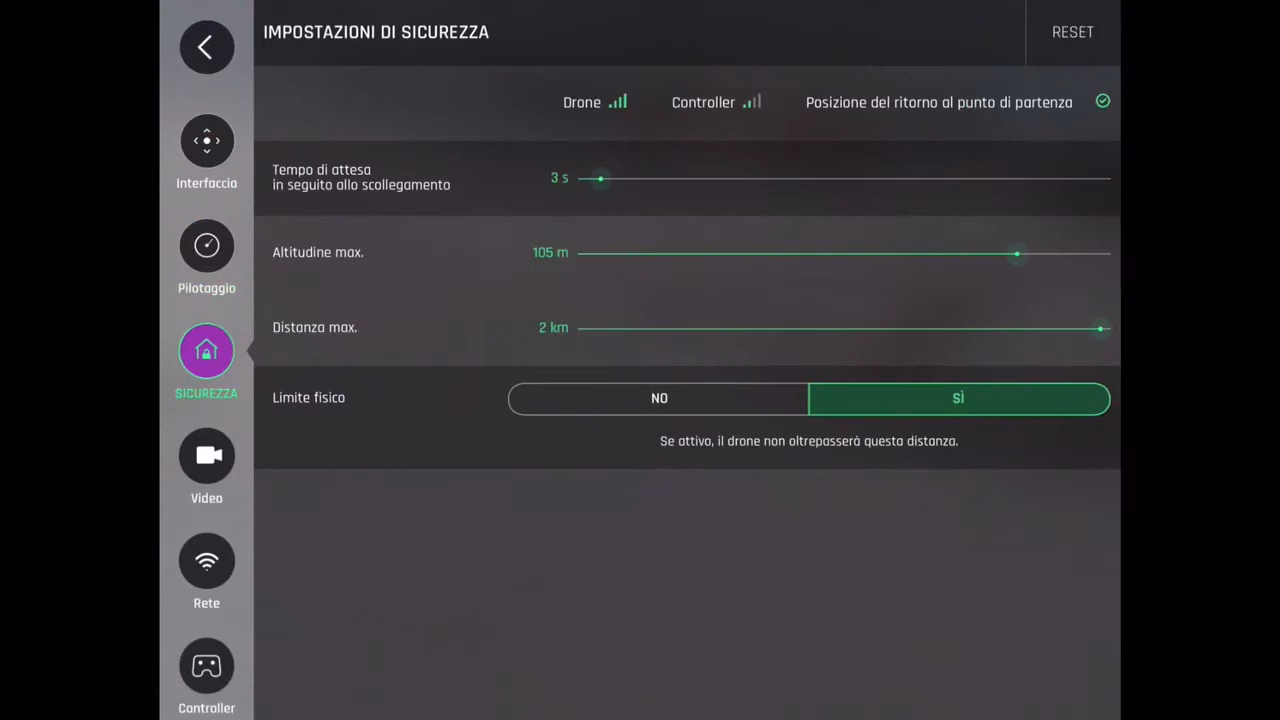 IMPOSTAZIONI DI SICUREZZA
RESET
Drone
Controller
Posizione del ritorno al punto di partenza
Interfaccia
Tempo di attesa
in seguito allo scollegamento
3 s
Pilotaggio
Altitudine max.
105 m
Distanza max.
2 km
SICUREZZA
Limite fisico
NO
SÌ
Se attivo, il drone non oltrepasserà questa distanza.
Video
Rete
Controller